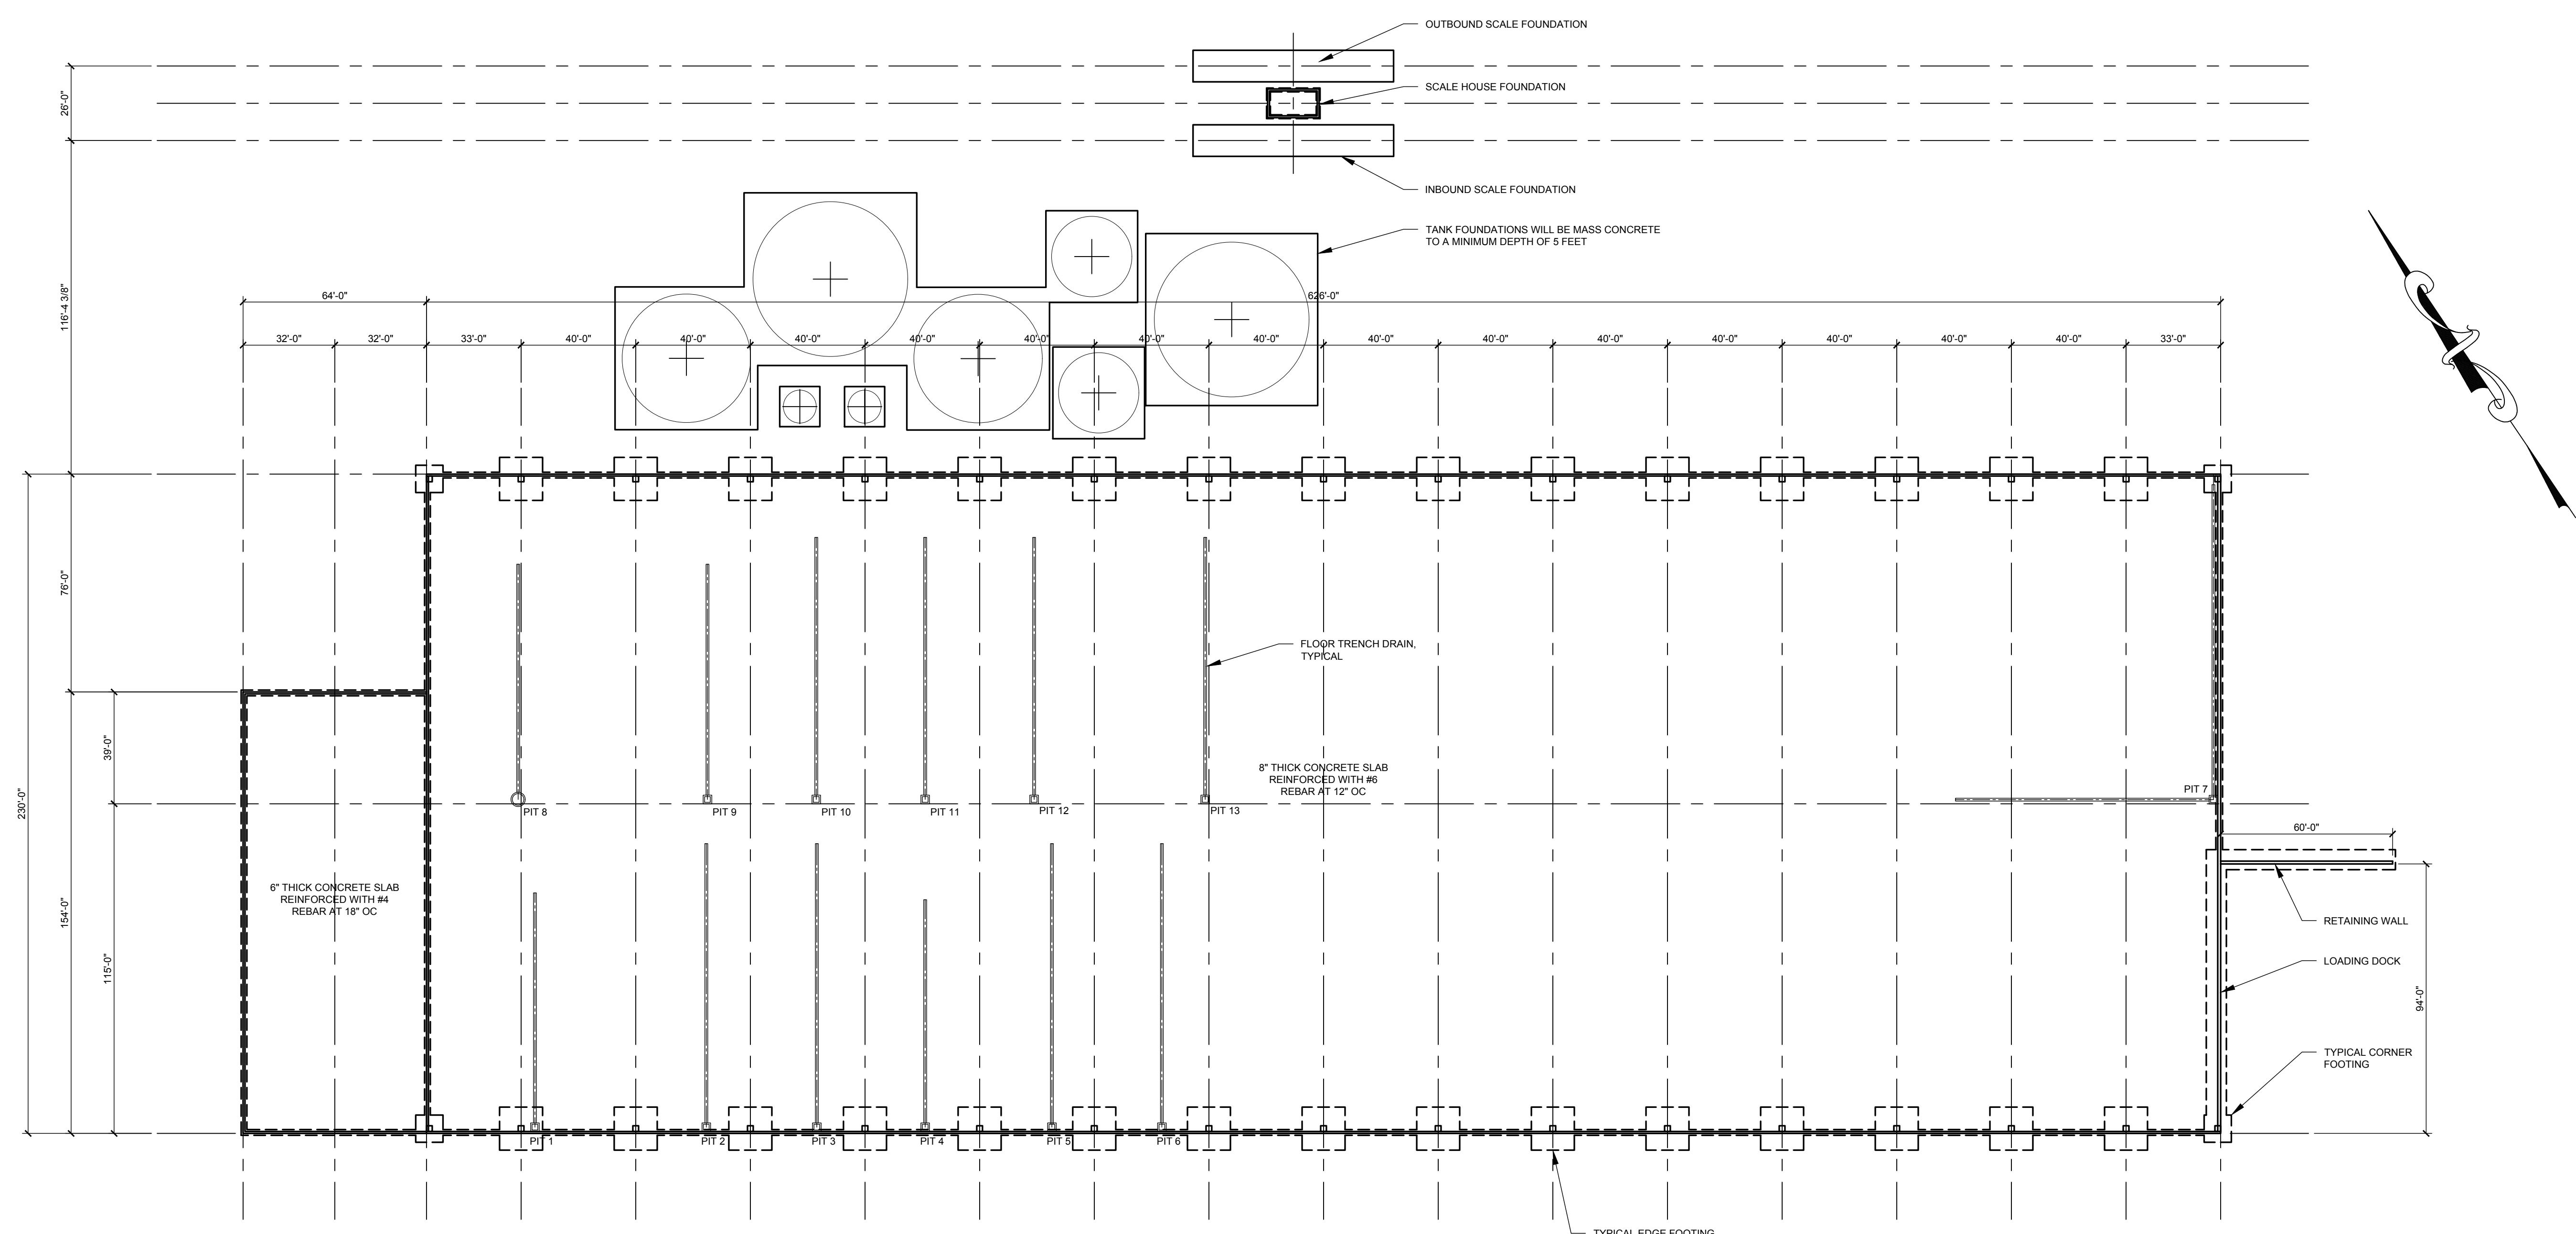 OUTBOUND SCALE FOUNDATION
SCALE HOUSE FOUNDATION
26'-0"
INBOUND SCALE FOUNDATION
TANK FOUNDATIONS WILL BE MASS CONCRETE
TO A MINIMUM DEPTH OF 5 FEET
116'-4 3/8"
64'-0"
626'-0"
32'-0"
32'-0"
33'-0"
40'-0"
40'-0"
40'-0"
40'-0"
40'-0"
40'-0"
40'-0"
40'-0"
40'-0"
40'-0"
40'-0"
40'-0"
40'-0"
40'-0"
33'-0"
76'-0"
FLOOR TRENCH DRAIN,
TYPICAL
39'-0"
8" THICK CONCRETE SLAB
REINFORCED WITH #6
REBAR AT 12" OC
PIT 7
230'-0"
PIT 8
PIT 9
PIT 10
PIT 11
PIT 12
PIT 13
60'-0"
6" THICK CONCRETE SLAB
REINFORCED WITH #4
REBAR AT 18" OC
154'-0"
115'-0"
RETAINING WALL
LOADING DOCK
94'-0"
TYPICAL CORNER
FOOTING
PIT 1
PIT 2
PIT 3
PIT 4
PIT 5
PIT 6
TYPICAL EDGE FOOTING